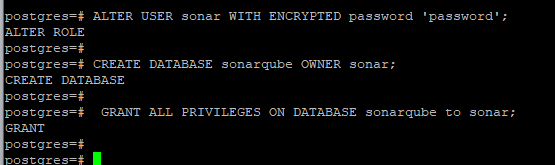 postgres=# ALTER USER sonar WITH ENCRYPTED password 'password';
ALTER ROLE
postgres=#
postgres=# CREATE DATABASE sonarqube OWNER sonar;
CREATE DATABASE
postgres=#
postgres=#  GRANT ALL PRIVILEGES ON DATABASE sonarqube to sonar;
GRANT
postgres=#
postgres=#